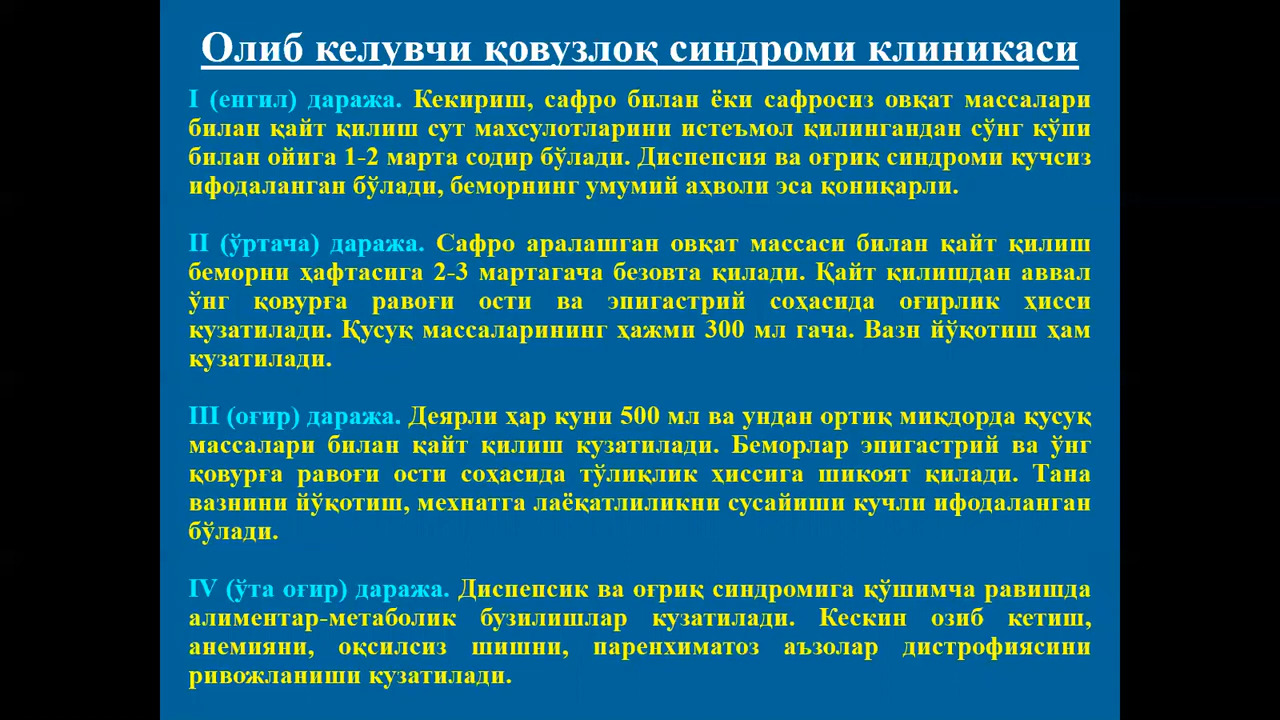 Олиб келувчи қовузлоқ синдроми клиникаси
I (енгил) даража. Кекириш, сафро билан ёки сафросиз овқат массалари
билан қайт қилиш сут махсулотларини истеъмол қилингандан сўнг кўпи
билан ойига 1-2 марта содир бўлади. Диспепсия ва оғриқ синдроми кучсиз
ифодаланган бўлади, беморнинг умумий аҳволи эса қониқарли.
II (ўртача) даража. Сафро аралашган овқат массаси билан қайт қилиш
беморни ҳафтасига 2-3 мартагача безовта қилади. Қайт қилишдан аввал
ўнг қовурға равоғи ости ва эпигастрий соҳасида оғирлик ҳисси
кузатилади. Қусуқ массаларининг ҳажми 300 мл гача. Вазн йўқотиш ҳам
кузатилади.
III (оғир) даража. Деярли ҳар куни 500 мл ва ундан ортиқ миқдорда қусуқ
массалари билан қайт қилиш кузатилади. Беморлар эпигастрий ва ўнг
қовурға равоғи ости соҳасида тўлиқлик ҳиссига шикоят қилади. Тана
вазнини йўқотиш, мехнатга лаёқатлиликни сусайиши кучли ифодаланган
бўлади.
IV (ўта оғир) даража. Диспепсик ва оғриқ синдромига қўшимча равишда
алиментар-метаболик бузилишлар кузатилади. Кескин озиб кетиш,
анемияни, оқсилсиз шишни, паренхиматоз аъзолар дистрофиясини
ривожланиши кузатилади.